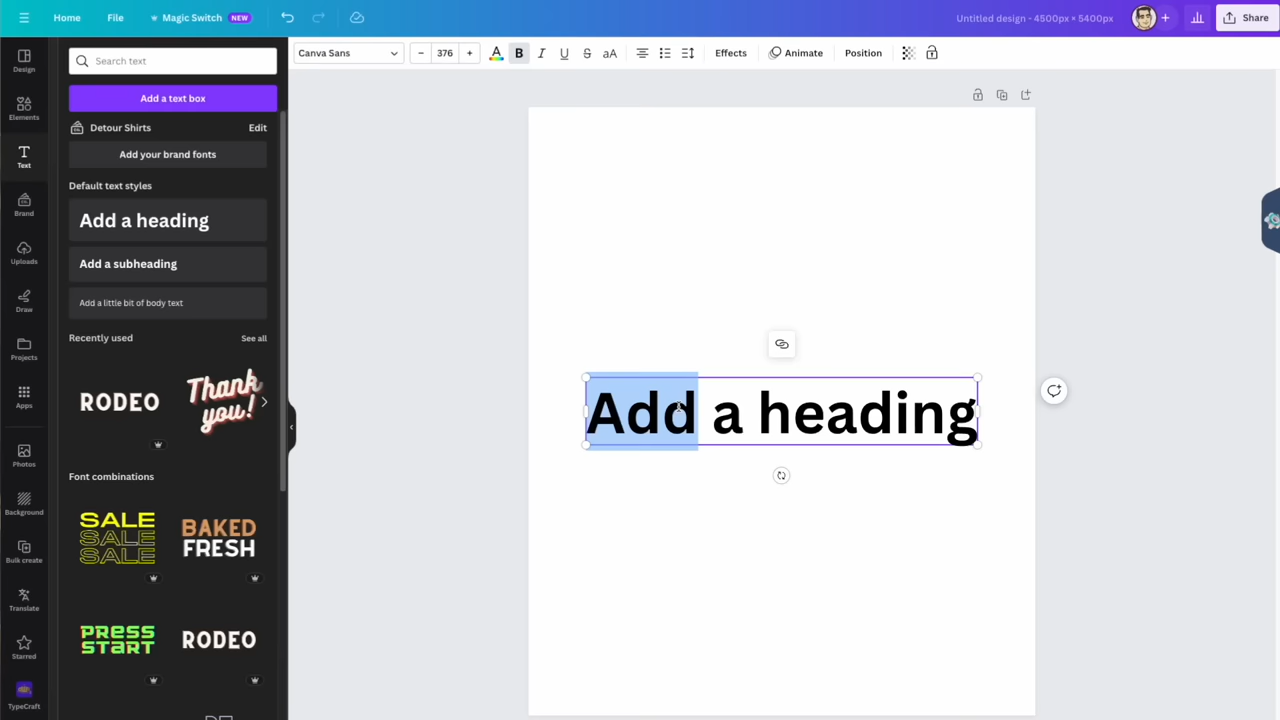 Home File Magic Switch NEW Untitled design - 4500px × 5400px Share
Canva Sans 376 A B I U S aA Effects Animate Position
Design
Elements
Text
Brand
Uploads
Draw
Projects
Apps
Photos
Background
Bulk create
Translate
Starred
TypeCraft
Search text
Add a text box
Detour Shirts Edit
Add your brand fonts
Default text styles
Add a heading
Add a subheading
Add a little bit of body text
Recently used See all
RODEO
Thank
you!
Font combinations
SALE
SALE
SALE
BAKED
FRESH
PRESS
START
RODEO
Add a heading